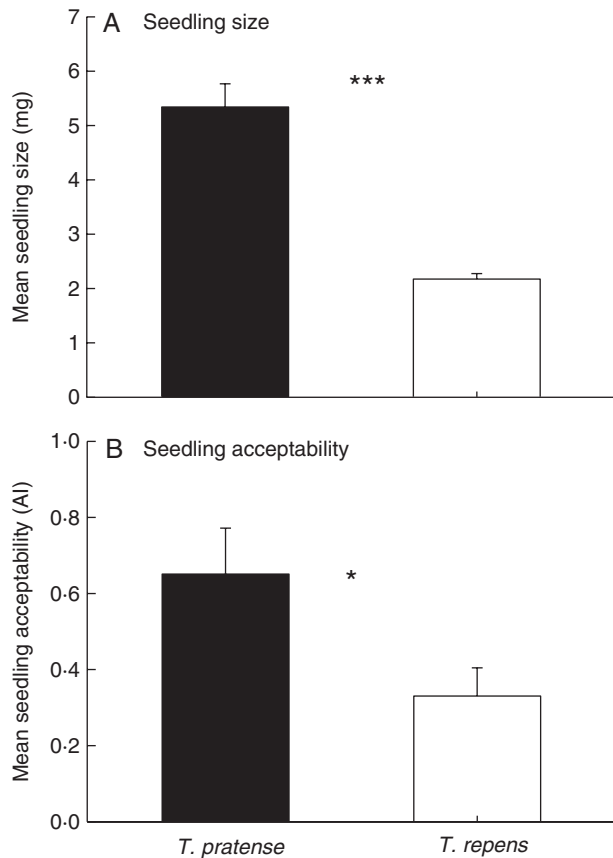 A Seedling size
7
6
5
4
3
2
1
0
Mean seedling size (mg)
***
B Seedling acceptability
1·0
0·8
0·6
0·4
0·2
0·0
Mean seedling acceptability (AI)
*
T. pratense
T. repens